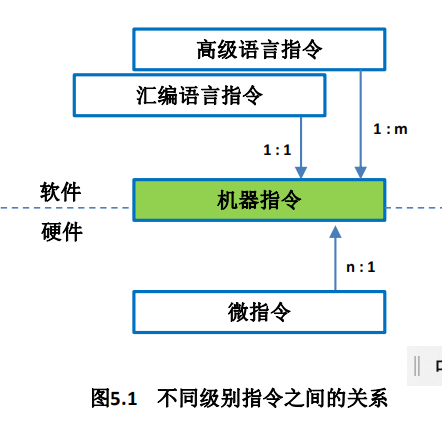 高级语言指令
汇编语言指令
1 : 1
1 : m
软件
机器指令
硬件
n : 1
微指令
图5.1 不同级别指令之间的关系